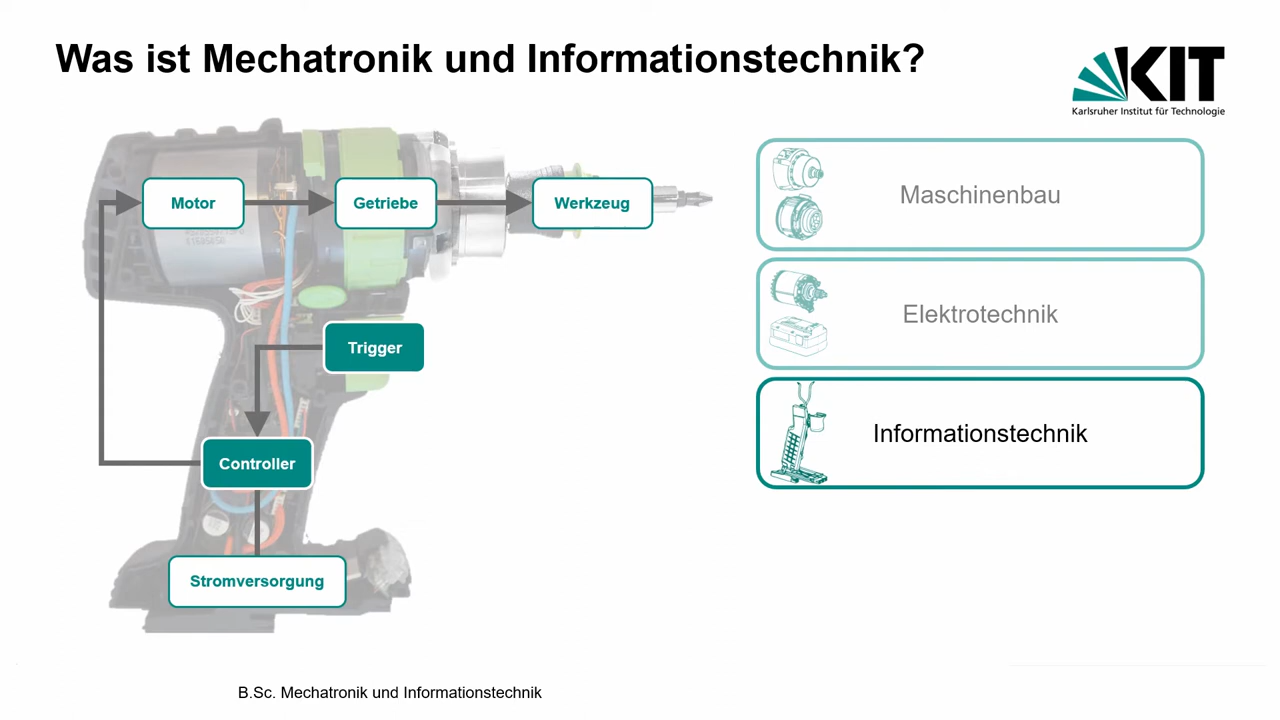 Was ist Mechatronik und Informationstechnik?
KIT
Karlsruher Institut für Technologie
Motor
Getriebe
Werkzeug
Trigger
Controller
Stromversorgung
Maschinenbau
Elektrotechnik
Informationstechnik
B.Sc. Mechatronik und Informationstechnik